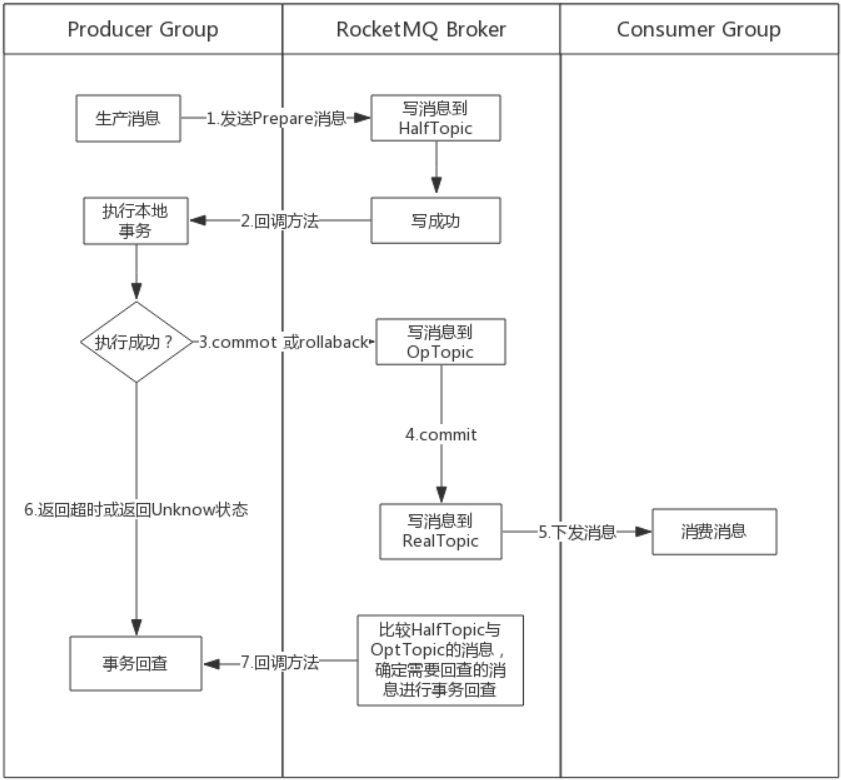 Producer Group
RocketMQ Broker
Consumer Group
生产消息
1.发送Prepare消息
写消息到
HalfTopic
执行本地
事务
2.回调方法
写成功
执行成功？
3.commot 或rollaback
写消息到
OpTopic
4.commit
6.返回超时或返回Unknow状态
写消息到
RealTopic
5.下发消息
消费消息
事务回查
7.回调方法
比较HalfTopic与
OptTopic的消息，
确定需要回查的消
息进行事务回查